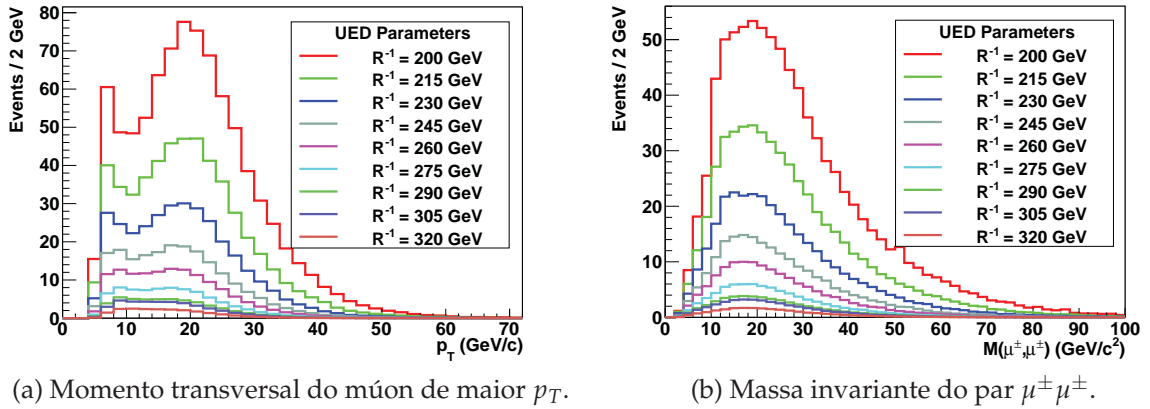 Events / 2 GeV
80
70
60
50
40
30
20
10
0
0 10 20 30 40 50 60 70
p_T (GeV/c)
UED Parameters
R⁻¹ = 200 GeV
R⁻¹ = 215 GeV
R⁻¹ = 230 GeV
R⁻¹ = 245 GeV
R⁻¹ = 260 GeV
R⁻¹ = 275 GeV
R⁻¹ = 290 GeV
R⁻¹ = 305 GeV
R⁻¹ = 320 GeV
(a) Momento transversal do múon de maior p_T.
Events / 2 GeV
50
40
30
20
10
0
0 10 20 30 40 50 60 70 80 90 100
M(μ±,μ±) (GeV/c²)
UED Parameters
R⁻¹ = 200 GeV
R⁻¹ = 215 GeV
R⁻¹ = 230 GeV
R⁻¹ = 245 GeV
R⁻¹ = 260 GeV
R⁻¹ = 275 GeV
R⁻¹ = 290 GeV
R⁻¹ = 305 GeV
R⁻¹ = 320 GeV
(b) Massa invariante do par μ±μ±.